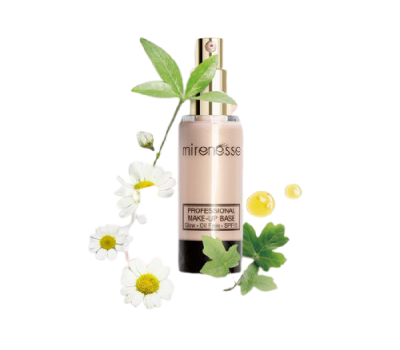 mirenesse
PROFESSIONAL
MAKE-UP BASE
Glow - Oil Free - SPF15